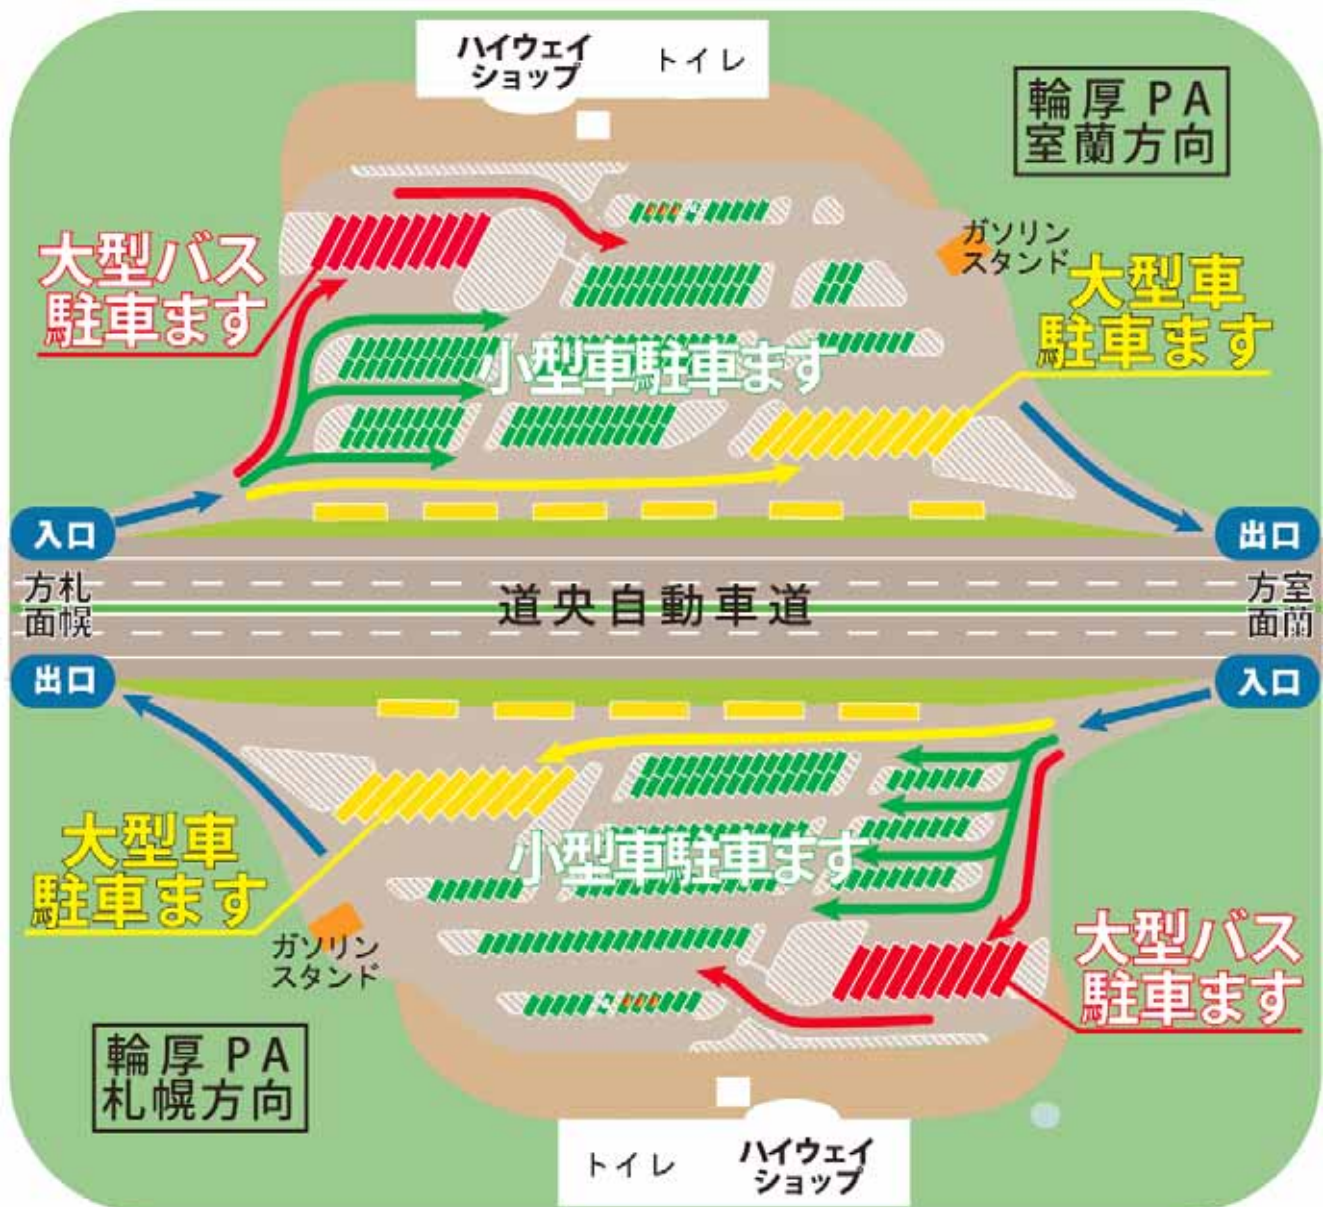 ハイウェイ
ショップ
トイレ
輪厚PA
室蘭方向
大型バス
駐車ます
ガソリン
スタンド
大型車
駐車ます
小型車駐車ます
入口
出口
札幌
方面
道央自動車道
室蘭
方面
出口
入口
大型車
駐車ます
小型車駐車ます
ガソリン
スタンド
大型バス
駐車ます
輪厚PA
札幌方向
トイレ
ハイウェイ
ショップ